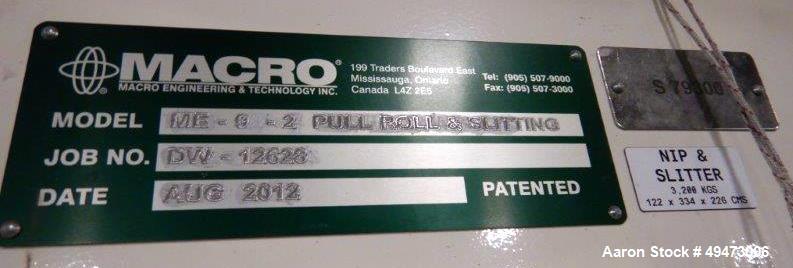 MACRO®
MACRO ENGINEERING & TECHNOLOGY INC.
199 Traders Boulevard East
Mississauga, Ontario
Canada L4Z 2E5
Tel: (905) 507-9000
Fax: (905) 507-3000
MODEL ME - 9 - 2 PULL ROLL & SLITTING
JOB NO. DW - 12628
DATE AUG 2012
PATENTED
NIP &
SLITTER
3,200 KGS
122 x 334 x 226 CMS
Aaron Stock # 49473006